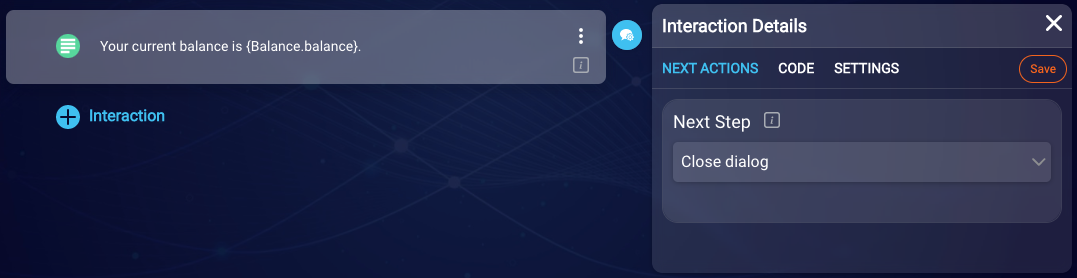 Your current balance is {Balance.balance}.
Interaction
Interaction Details
NEXT ACTIONS CODE SETTINGS Save
Next Step
Close dialog